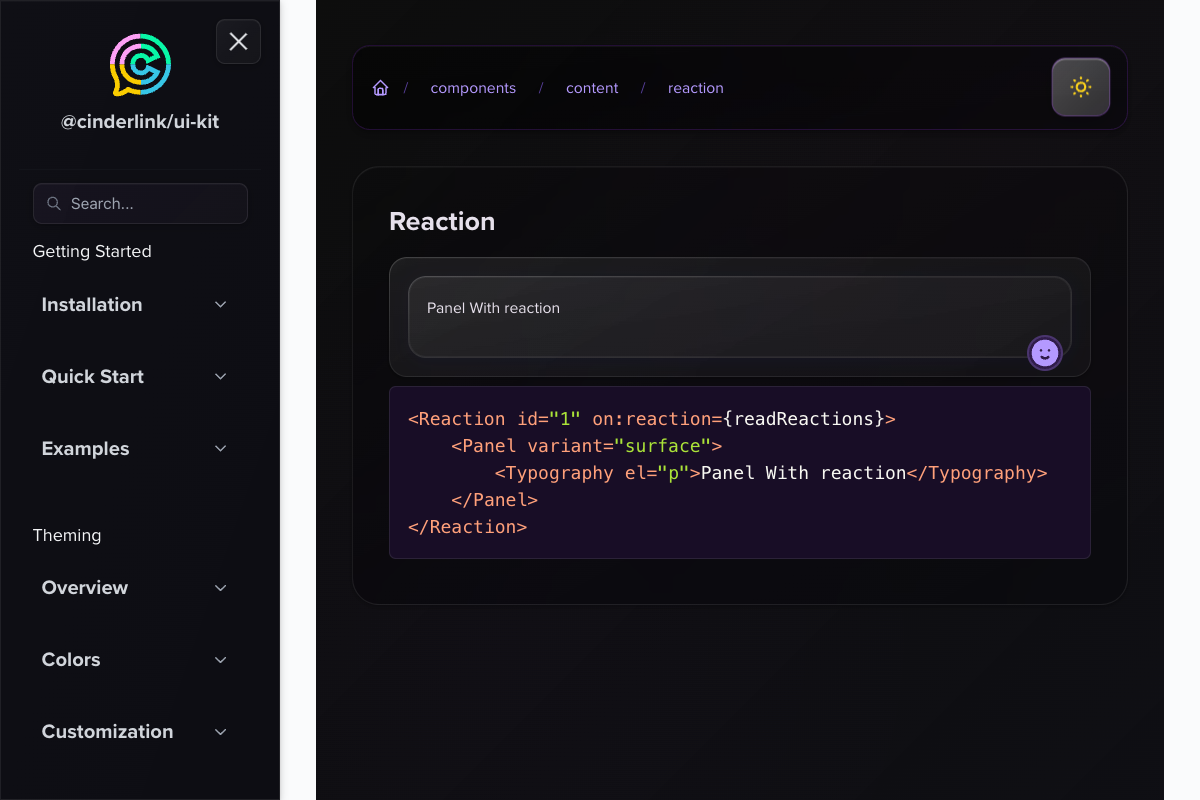 @cinderlink/ui-kit
Search...
Getting Started
Installation
Quick Start
Examples
Theming
Overview
Colors
Customization
/ components / content / reaction
Reaction
Panel With reaction
<Reaction id="1" on:reaction={readReactions}>
    <Panel variant="surface">
        <Typography el="p">Panel With reaction</Typography>
    </Panel>
</Reaction>